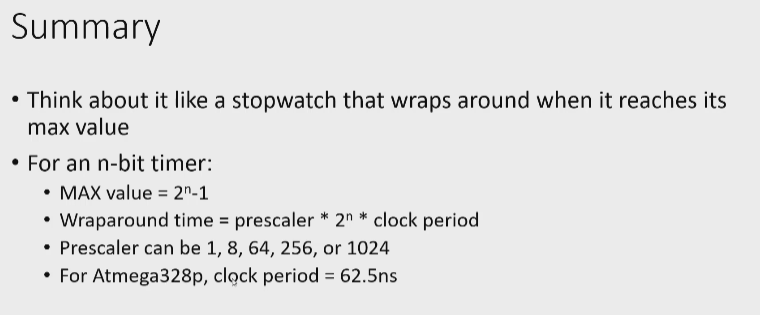 Summary
• Think about it like a stopwatch that wraps around when it reaches its
max value
• For an n-bit timer:
• MAX value = 2ⁿ-1
• Wraparound time = prescaler * 2ⁿ * clock period
• Prescaler can be 1, 8, 64, 256, or 1024
• For Atmega328p, clock period = 62.5ns